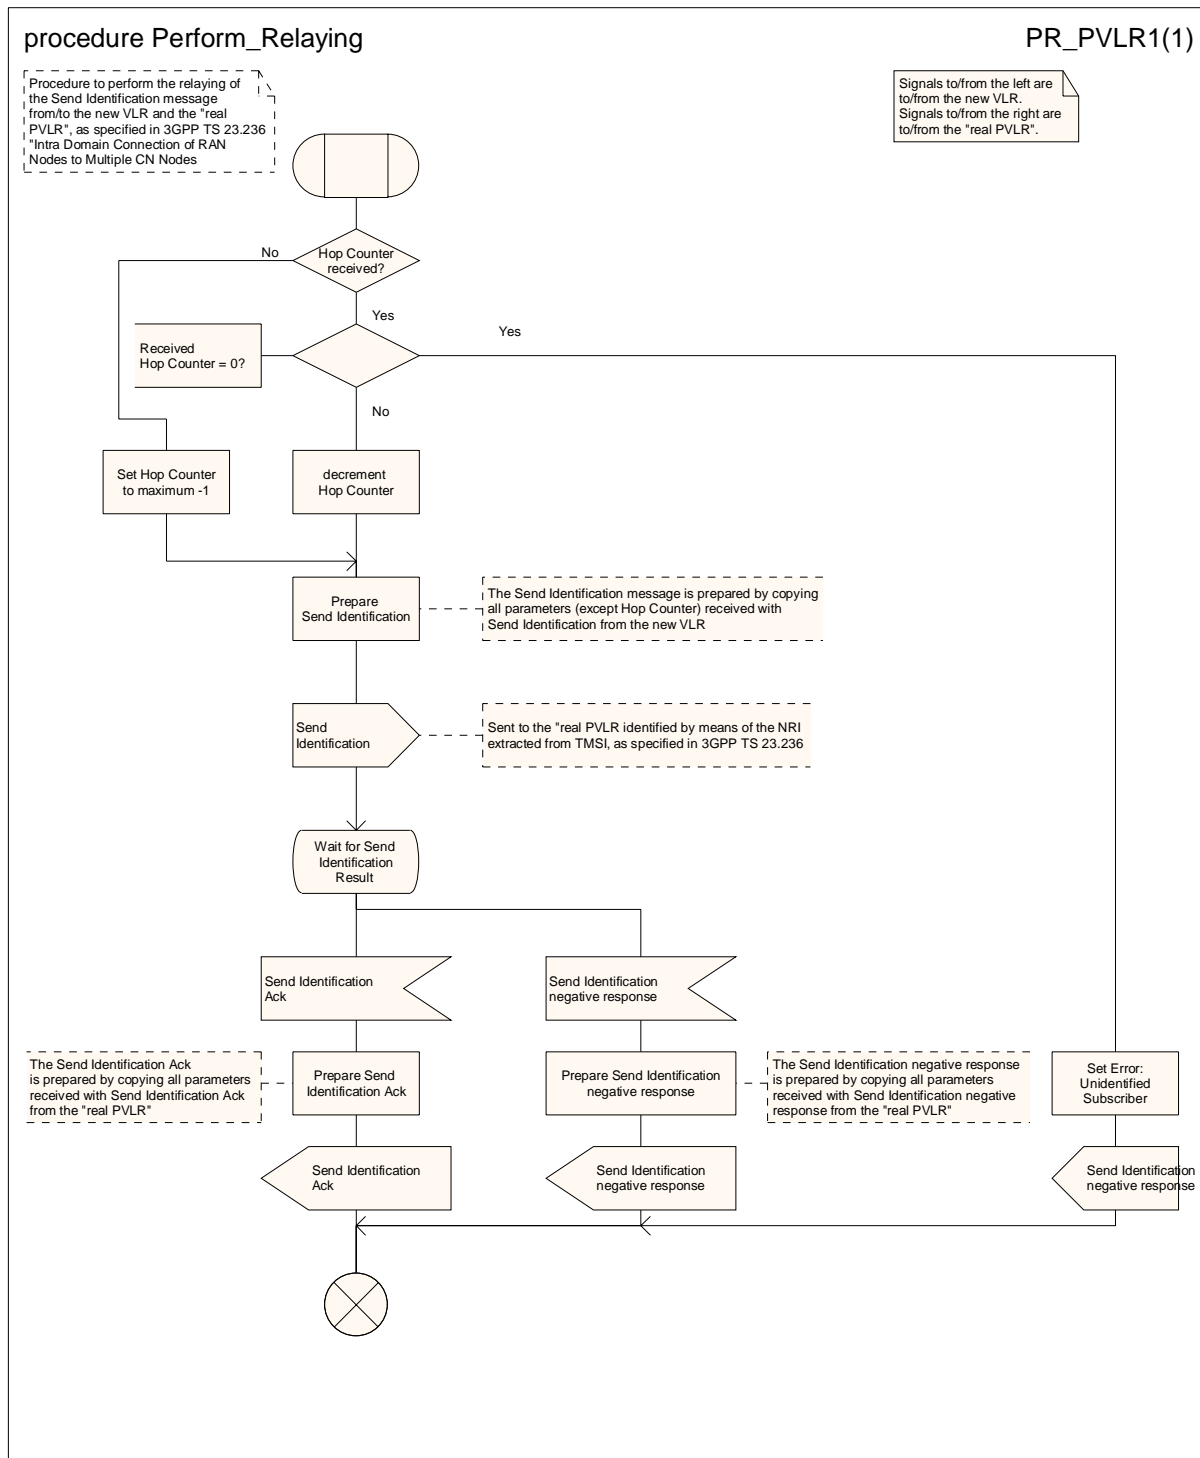 procedure Perform_Relaying
PR_PVLR1(1)
Procedure to perform the relaying of
the Send Identification message
from/to the new VLR and the "real
PVLR", as specified in 3GPP TS 23.236
"Intra Domain Connection of RAN
Nodes to Multiple CN Nodes
Signals to/from the left are
to/from the new VLR.
Signals to/from the right are
to/from the "real PVLR".
Hop Counter
received?
No
Yes
Received
Hop Counter = 0?
Yes
No
Set Hop Counter
to maximum -1
decrement
Hop Counter
Prepare
Send Identification
The Send Identification message is prepared by copying
all parameters (except Hop Counter) received with
Send Identification from the new VLR
Send
Identification
Sent to the "real PVLR identified by means of the NRI
extracted from TMSI, as specified in 3GPP TS 23.236
Wait for Send
Identification
Result
Send Identification
Ack
Send Identification
negative response
The Send Identification Ack
is prepared by copying all parameters
received with Send Identification Ack
from the "real PVLR"
Prepare Send
Identification Ack
Prepare Send Identification
negative response
The Send Identification negative response
is prepared by copying all parameters
received with Send Identification negative
response from the "real PVLR"
Set Error:
Unidentified
Subscriber
Send Identification
Ack
Send Identification
negative response
Send Identification
negative response